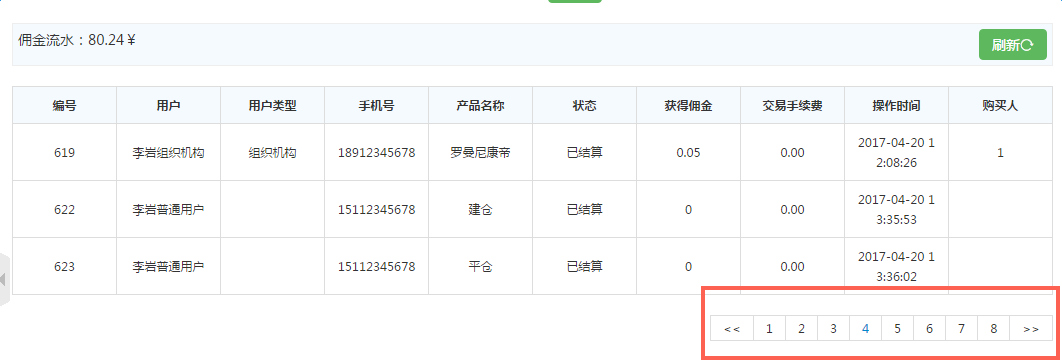 佣金流水：80.24￥
刷新
编号 用户 用户类型 手机号 产品名称 状态 获得佣金 交易手续费 操作时间 购买人
619 李岩组织机构 组织机构 18912345678 罗曼尼康帝 已结算 0.05 0.00 2017-04-20 1
2:08:26 1
622 李岩普通用户 15112345678 建仓 已结算 0 0.00 2017-04-20 1
3:35:53
623 李岩普通用户 15112345678 平仓 已结算 0 0.00 2017-04-20 1
3:36:02
<< 1 2 3 4 5 6 7 8 >>